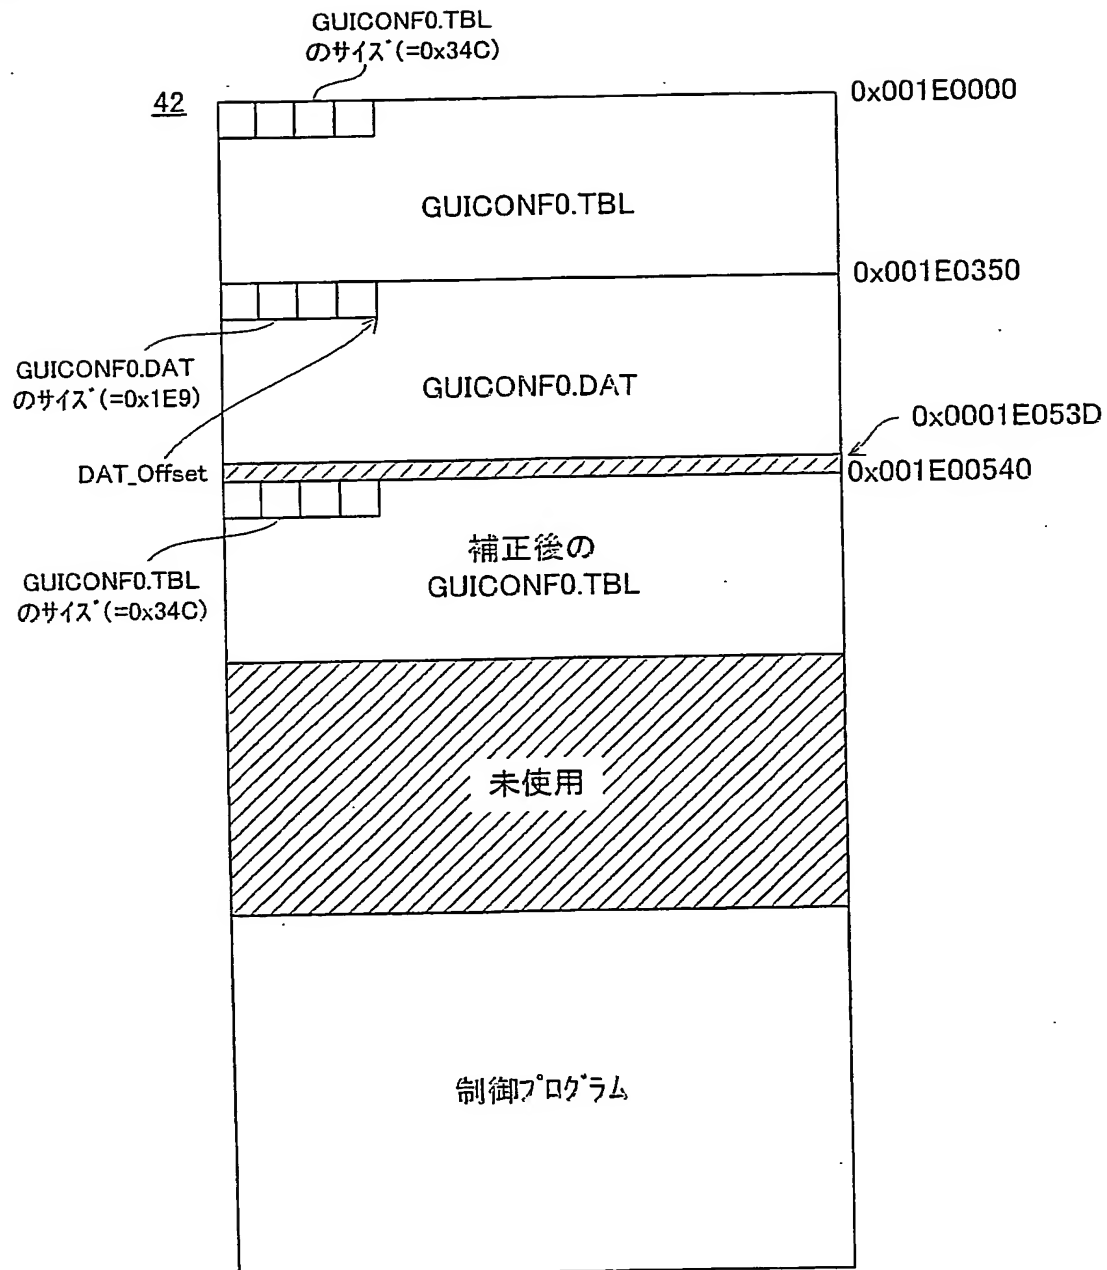 GUICONF0.TBL
のサイズ(=0x34C)
42
0x001E0000
GUICONF0.TBL
0x001E0350
GUICONF0.DAT
のサイズ(=0x1E9)
GUICONF0.DAT
0x0001E053D
DAT_Offset
0x001E00540
補正後の
GUICONF0.TBL
GUICONF0.TBL
のサイズ(=0x34C)
未使用
制御プログラム